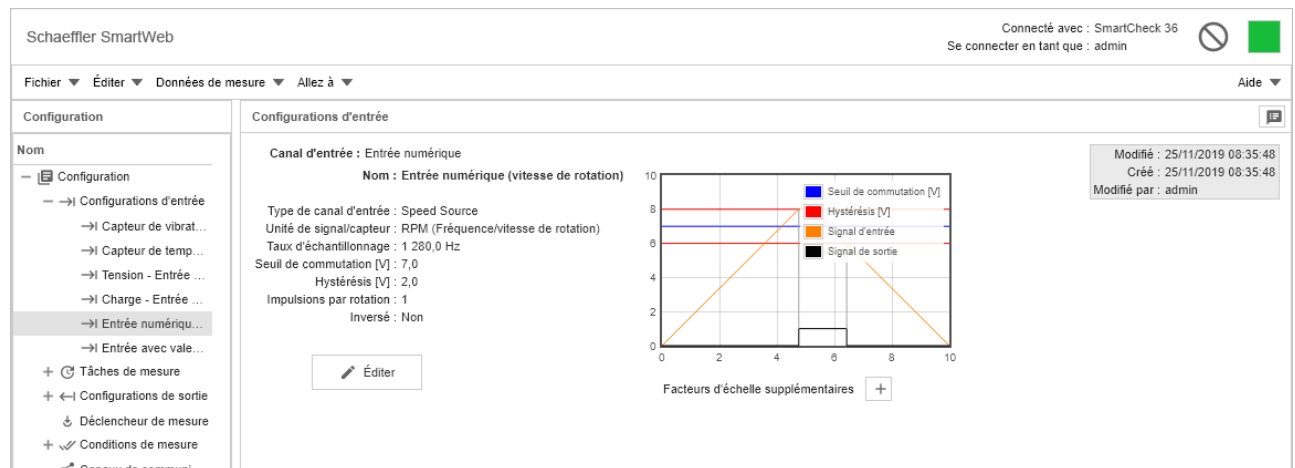 Schaeffler SmartWeb
Connecté avec : SmartCheck 36
Se connecter en tant que : admin
Fichier Éditer Données de mesure Allez à Aide
Configuration
Configurations d'entrée
Nom
Configuration
Configurations d'entrée
Capteur de vibrat...
Capteur de temp...
Tension - Entrée ...
Charge - Entrée ...
Entrée numériqu...
Entrée avec vale...
Tâches de mesure
Configurations de sortie
Déclencheur de mesure
Conditions de mesure
Canal d'entrée : Entrée numérique
Nom : Entrée numérique (vitesse de rotation)
Type de canal d'entrée : Speed Source
Unité de signal/capteur : RPM (Fréquence/vitesse de rotation)
Taux d'échantillonnage : 1 280,0 Hz
Seuil de commutation [V] : 7,0
Hystérésis [V] : 2,0
Impulsions par rotation : 1
Inversé : Non
Éditer
10
8
6
4
2
0
0 2 4 6 8 10
Seuil de commutation [V]
Hystérésis [V]
Signal d'entrée
Signal de sortie
Facteurs d'échelle supplémentaires
Modifié : 25/11/2019 08:35:48
Créé : 25/11/2019 08:35:48
Modifié par : admin